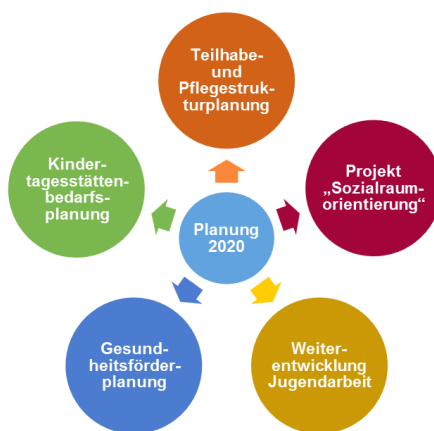 Teilhabe-
und
Pflegestruk-
turplanung
Kinder-
tagesstätten-
bedarfs-
planung
Projekt
„Sozialraum-
orientierung“
Planung
2020
Gesund-
heitsförder-
planung
Weiter-
entwicklung
Jugendarbeit